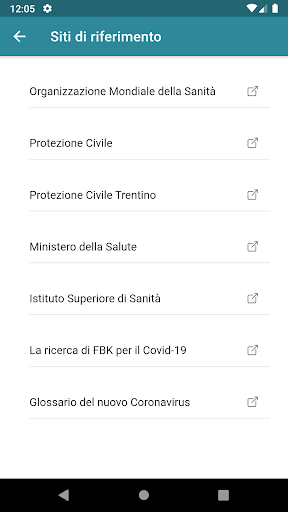 12:05
Siti di riferimento
Organizzazione Mondiale della Sanità
Protezione Civile
Protezione Civile Trentino
Ministero della Salute
Istituto Superiore di Sanità
La ricerca di FBK per il Covid-19
Glossario del nuovo Coronavirus